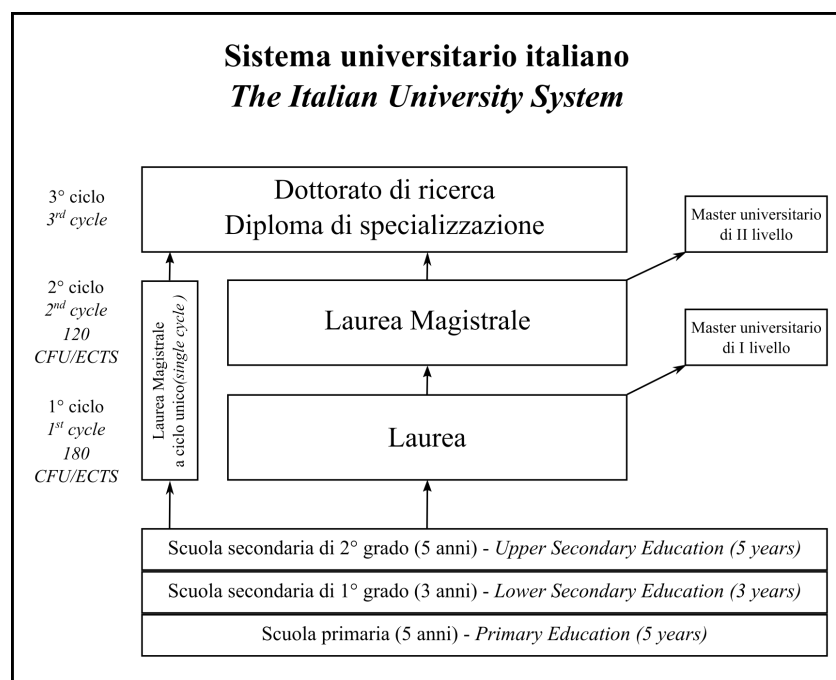 Sistema universitario italiano
The Italian University System
3° ciclo
3rd cycle
Dottorato di ricerca
Diploma di specializzazione
Master universitario
di II livello
2° ciclo
2nd cycle
120
CFU/ECTS
Laurea Magistrale
a ciclo unico(single cycle )
Laurea Magistrale
Master universitario
di I livello
1° ciclo
1st cycle
180
CFU/ECTS
Laurea
Scuola secondaria di 2° grado (5 anni) - Upper Secondary Education (5 years)
Scuola secondaria di 1° grado (3 anni) - Lower Secondary Education (3 years)
Scuola primaria (5 anni) - Primary Education (5 years)